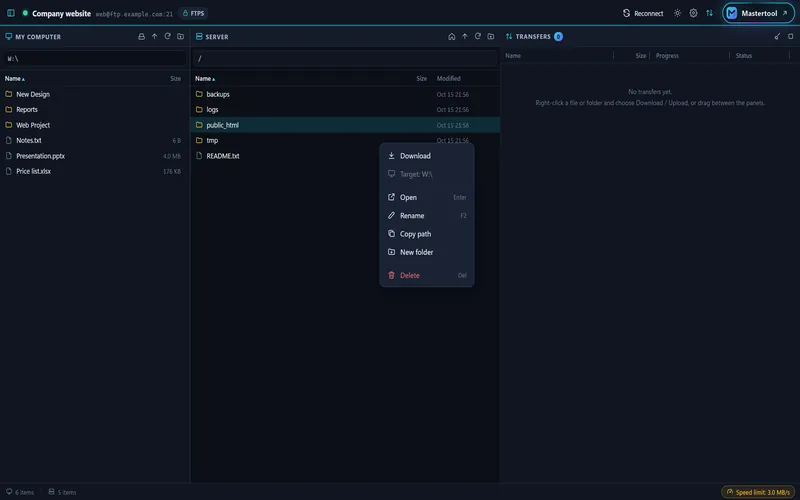 Company website web@ftp.example.com:21 FTPS Reconnect Mastertool
MY COMPUTER
W:\
Name Size
New Design
Reports
Web Project
Notes.txt 6 B
Presentation.pptx 4.0 MB
Price list.xlsx 176 KB
SERVER
/
Name Size Modified
backups Oct 15 21:56
logs Oct 15 21:56
public_html Oct 15 21:58
tmp Oct 15 21:56
README.txt
Download
Target: W:\
Open Enter
Rename F2
Copy path
New folder
Delete Del
TRANSFERS 0
Name Size Progress Status
No transfers yet.
Right-click a file or folder and choose Download / Upload, or drag between the panels.
6 items 5 items
Speed limit: 3.0 MB/s